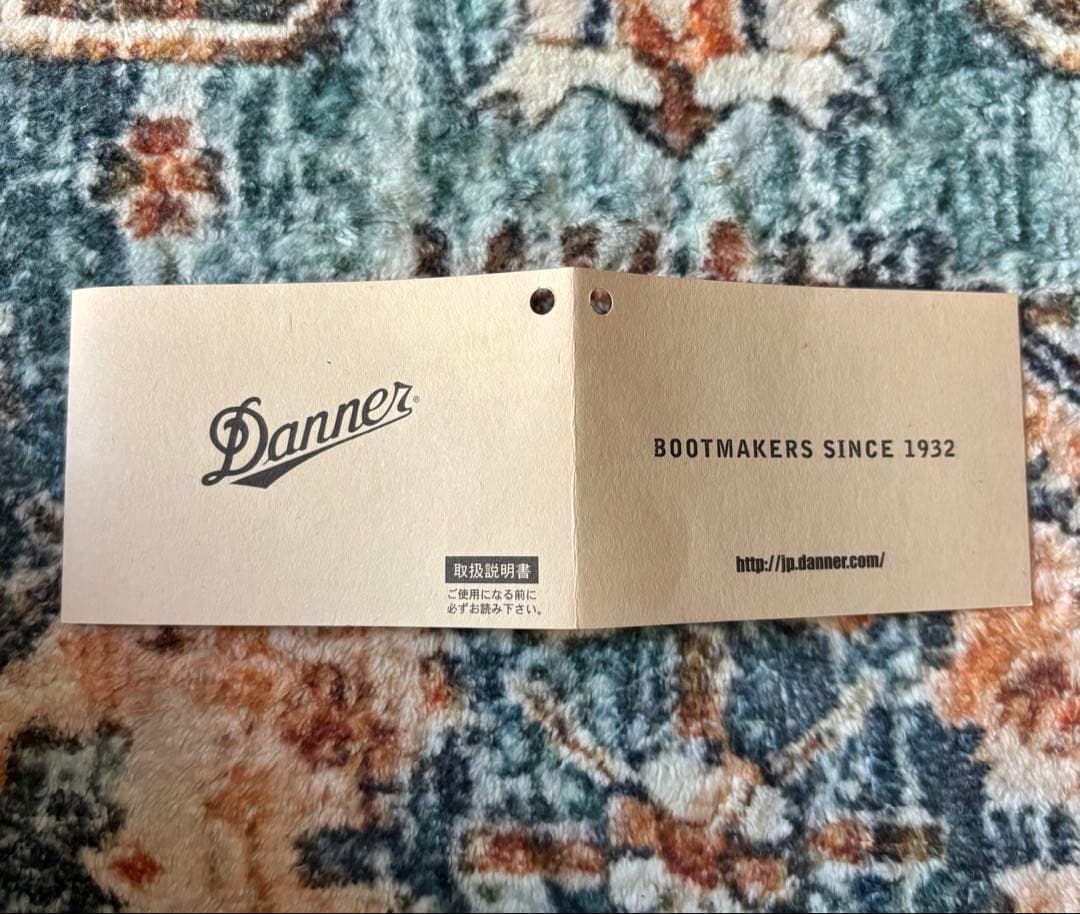 Danner®
取扱説明書
ご使用になる前に
必ずお読み下さい。
BOOTMAKERS SINCE 1932
http://jp.danner.com/